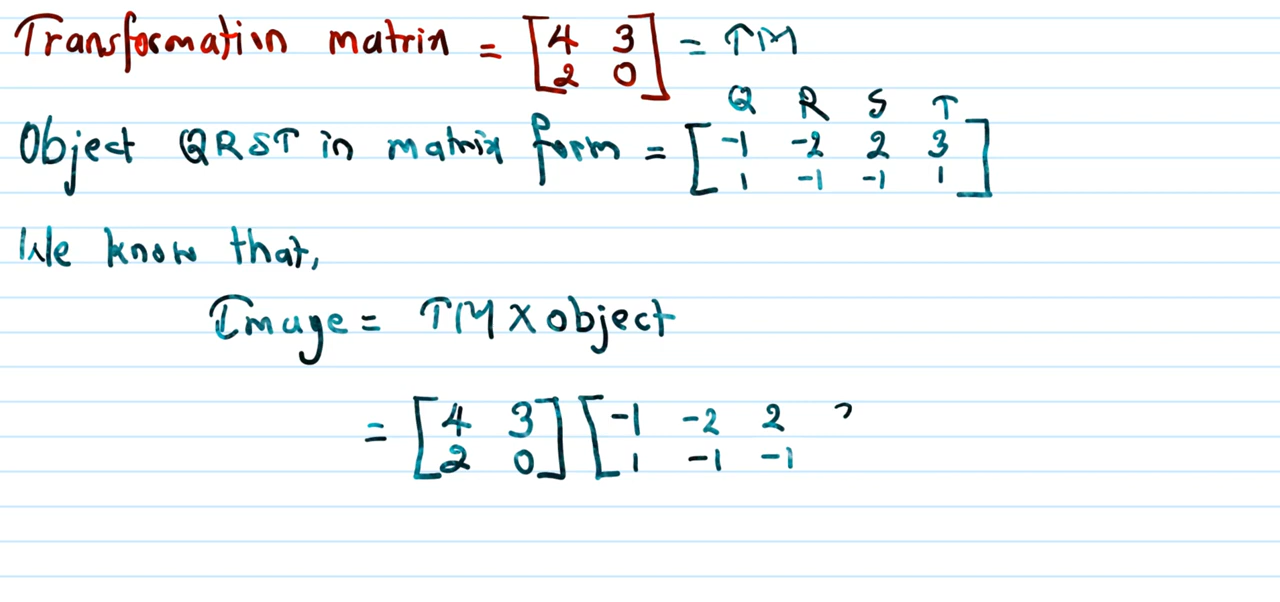 Transformation matrix = [4 3 = TM
2 0]
Q R S T
Object QRST in matrix form = [-1 -2 2 3
1 -1 -1 1]
We know that,
Image = TM x object
= [4 3] [-1 -2 2
2 0] 1 -1 -1